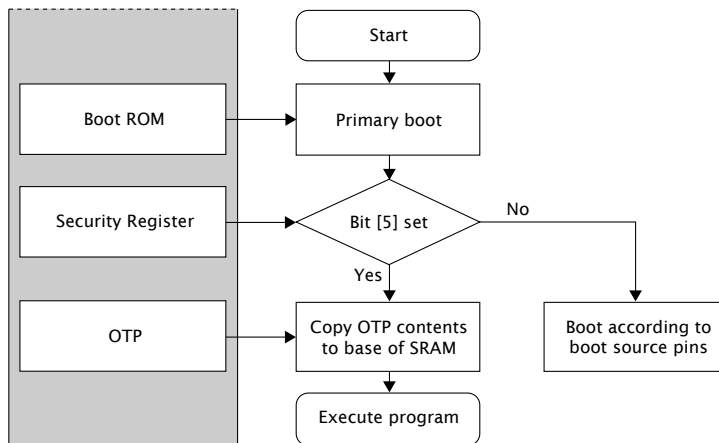 Start
Boot ROM
Primary boot
Security Register
Bit [5] set
No
Yes
OTP
Copy OTP contents
to base of SRAM
Boot according to
boot source pins
Execute program